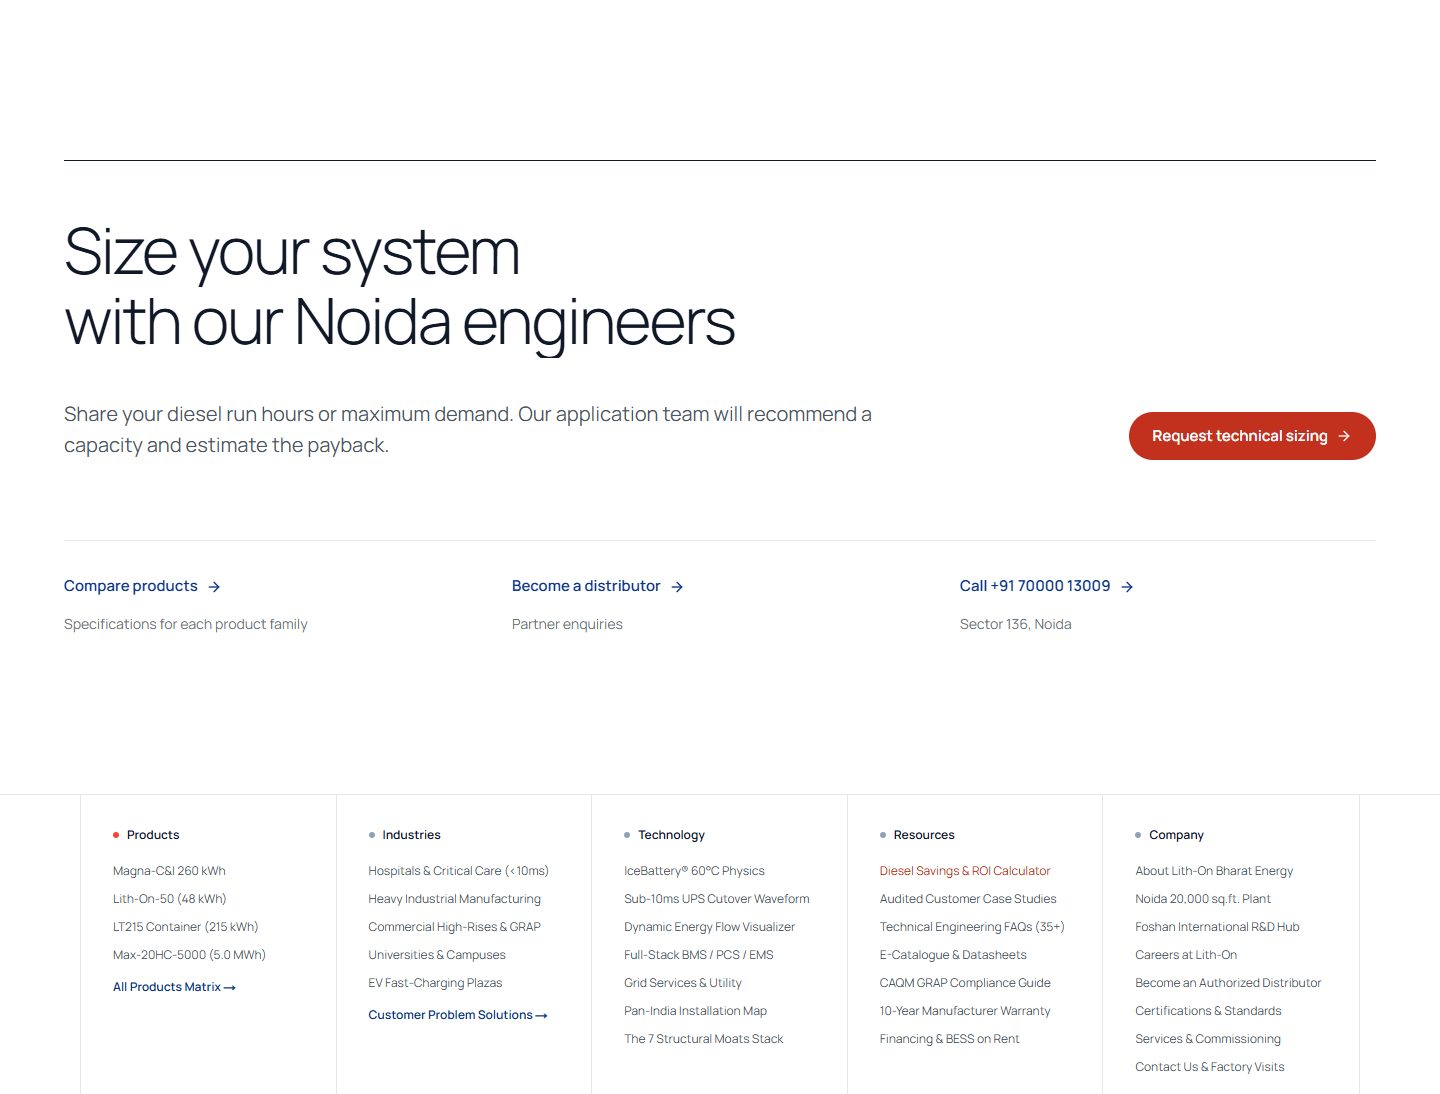 Size your system
with our Noida engineers
Share your diesel run hours or maximum demand. Our application team will recommend a
capacity and estimate the payback.
Request technical sizing →
Compare products →
Specifications for each product family
Become a distributor →
Partner enquiries
Call +91 70000 13009 →
Sector 136, Noida
Products
Magna-C&I 260 kWh
Lith-On-50 (48 kWh)
LT215 Container (215 kWh)
Max-20HC-5000 (5.0 MWh)
All Products Matrix →
Industries
Hospitals & Critical Care (<10ms)
Heavy Industrial Manufacturing
Commercial High-Rises & GRAP
Universities & Campuses
EV Fast-Charging Plazas
Customer Problem Solutions →
Technology
IceBattery® 60°C Physics
Sub-10ms UPS Cutover Waveform
Dynamic Energy Flow Visualizer
Full-Stack BMS / PCS / EMS
Grid Services & Utility
Pan-India Installation Map
The 7 Structural Moats Stack
Resources
Diesel Savings & ROI Calculator
Audited Customer Case Studies
Technical Engineering FAQs (35+)
E-Catalogue & Datasheets
CAQM GRAP Compliance Guide
10-Year Manufacturer Warranty
Financing & BESS on Rent
Company
About Lith-On Bharat Energy
Noida 20,000 sq.ft. Plant
Foshan International R&D Hub
Careers at Lith-On
Become an Authorized Distributor
Certifications & Standards
Services & Commissioning
Contact Us & Factory Visits